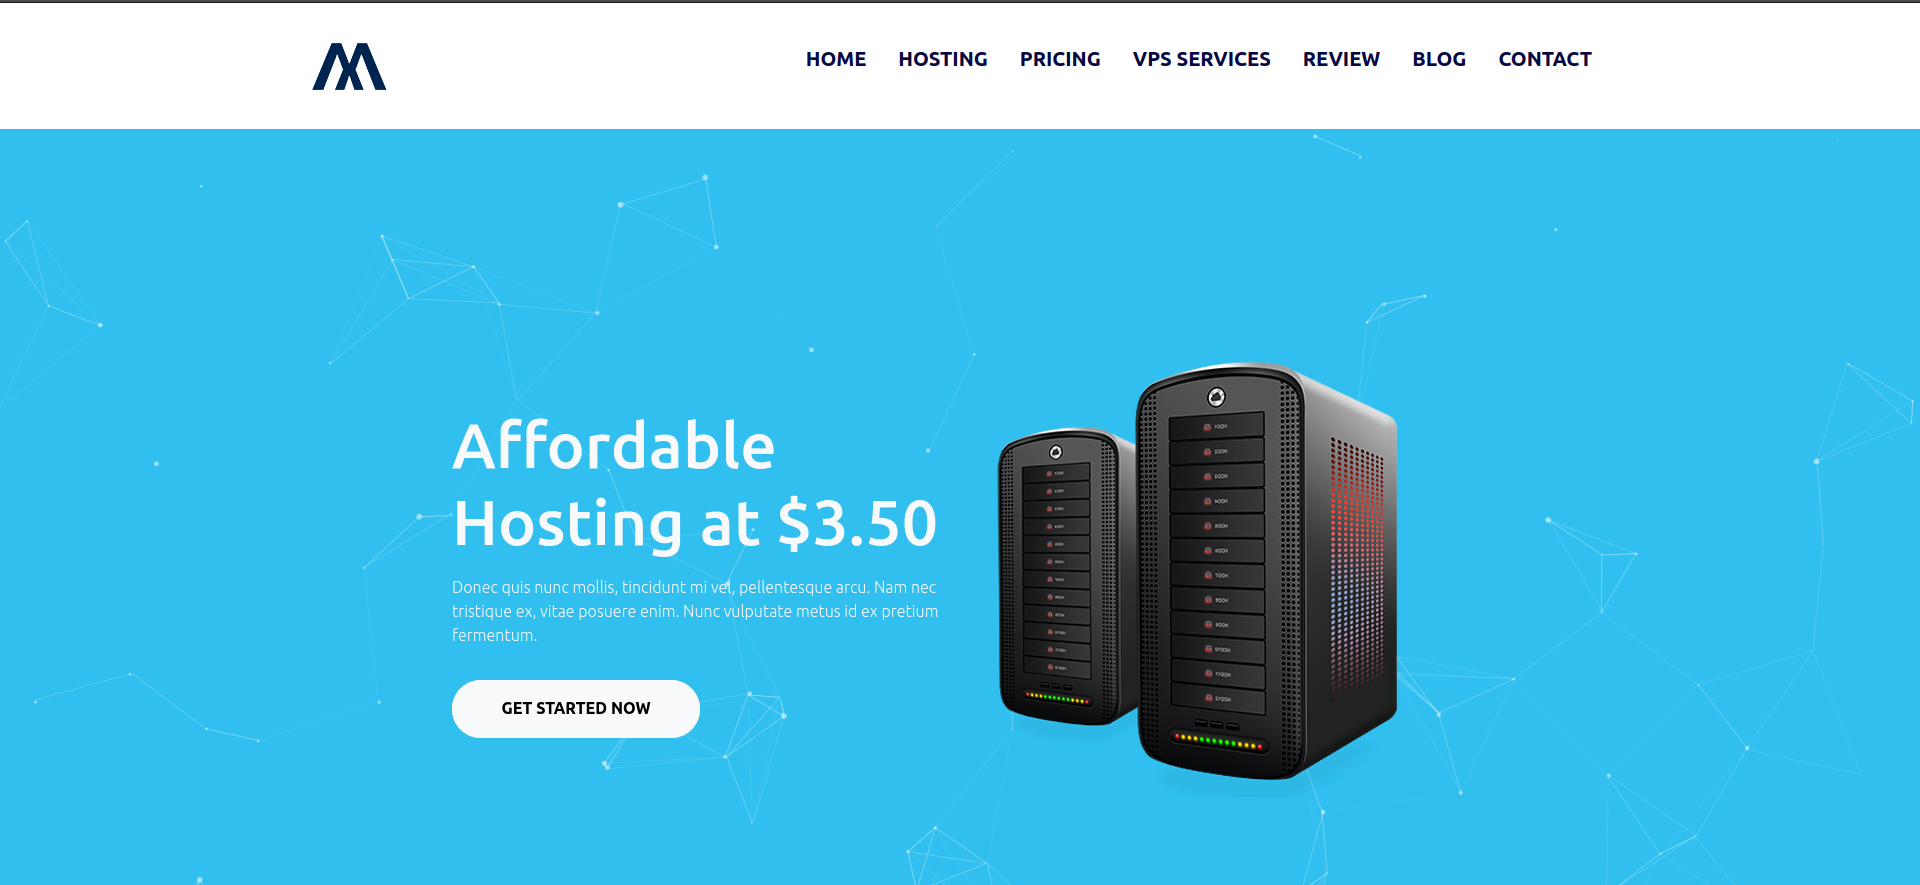 HOME HOSTING PRICING VPS SERVICES REVIEW BLOG CONTACT
Affordable
Hosting at $3.50
Donec quis nunc mollis, tincidunt mi vel, pellentesque arcu. Nam nec
tristique ex, vitae posuere enim. Nunc vulputate metus id ex pretium
fermentum.
GET STARTED NOW